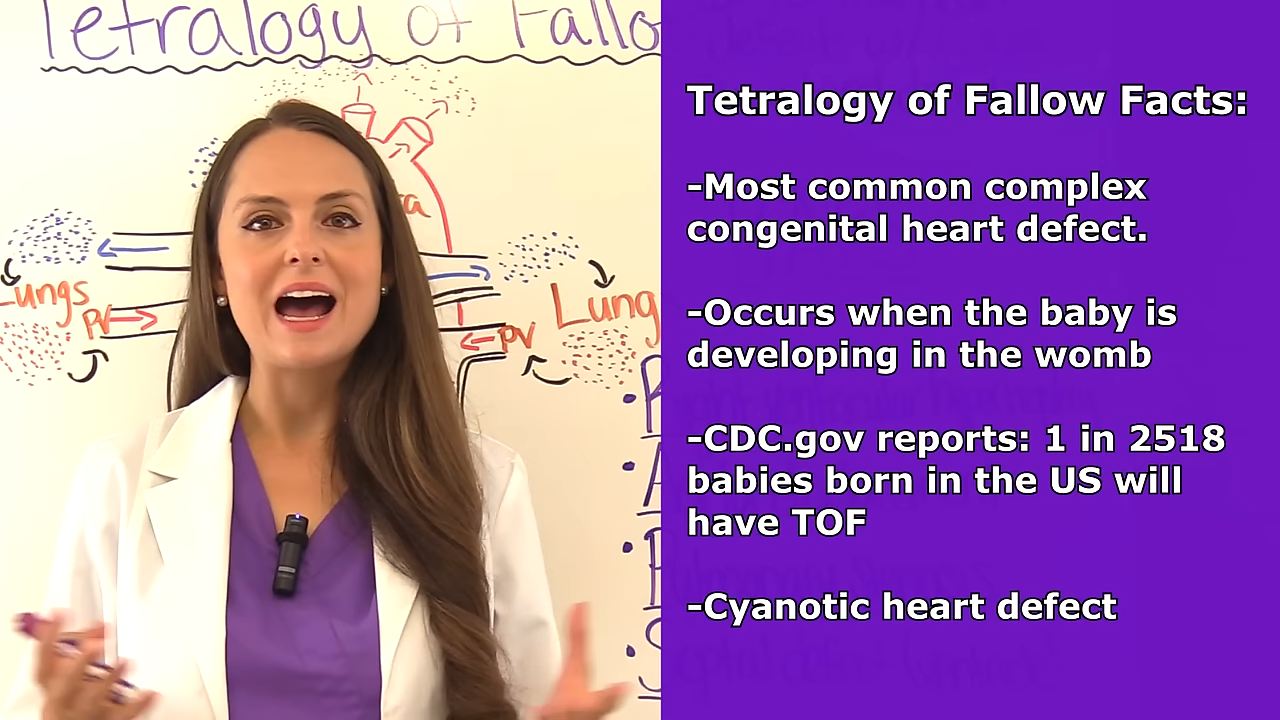 Tetralogy of Fallo
Lungs
PV
Lung
PV
R
A
P
S
Tetralogy of Fallow Facts:
-Most common complex
congenital heart defect.
-Occurs when the baby is
developing in the womb
-CDC.gov reports: 1 in 2518
babies born in the US will
have TOF
-Cyanotic heart defect